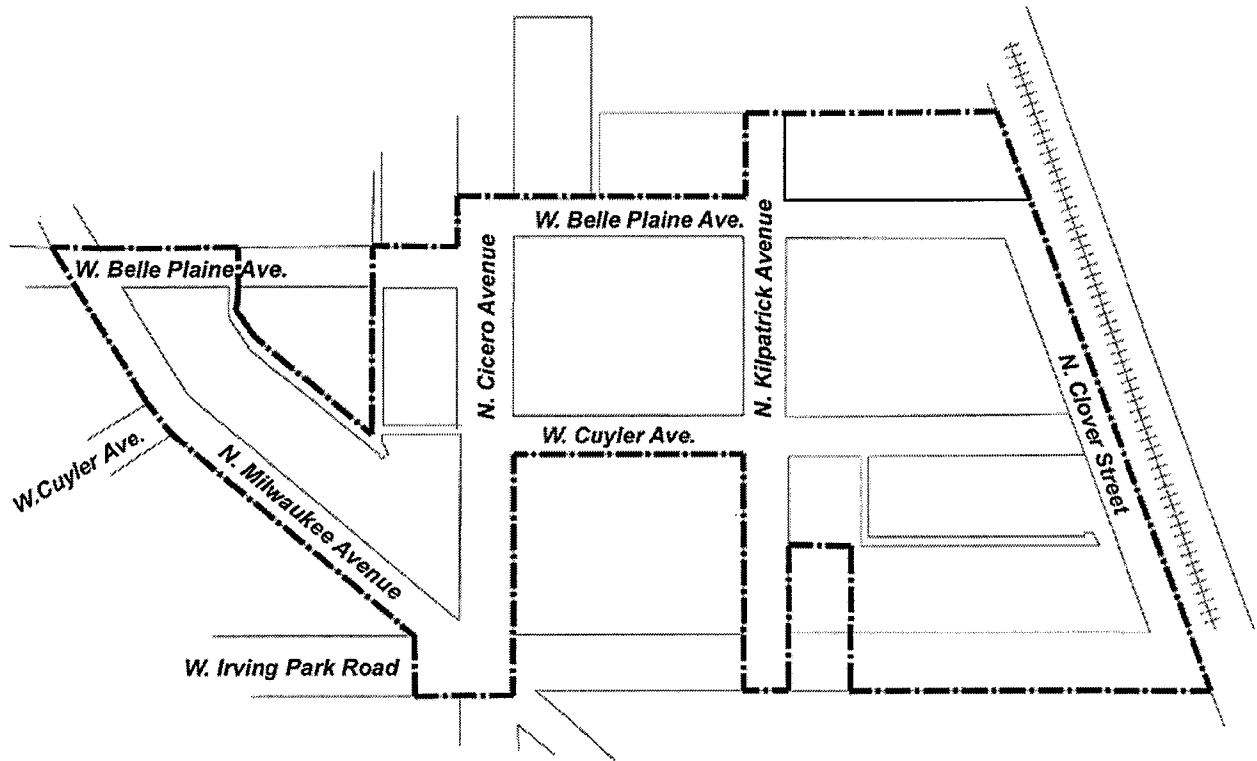 W. Belle Plaine Ave.
W. Belle Plaine Ave.
N. Cicero Avenue
N. Kilpatrick Avenue
N. Clover Street
W. Cuyler Ave.
W.Cuyler Ave.
N. Milwaukee Avenue
W. Irving Park Road